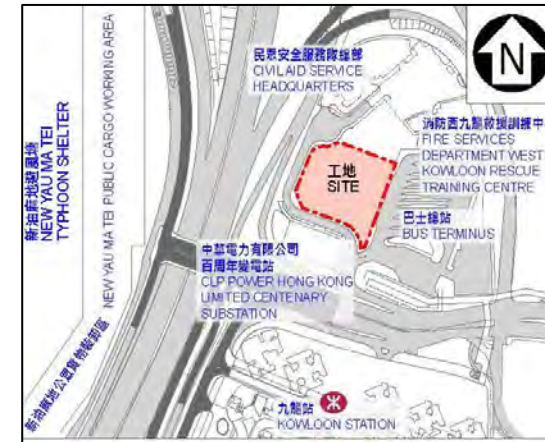 民眾安全服務隊總部
CIVIL AID SERVICE
HEADQUARTERS
N
消防西九龍救援訓練中
FIRE SERVICES
DEPARTMENT WEST
KOWLOON RESCUE
TRAINING CENTRE
工地
SITE
巴士總站
BUS TERMINUS
新油麻地避風塘
NEW YAU MA TEI
TYPHOON SHELTER
NEW YAU MA TEI PUBLIC CARGO WORKING AREA
新油麻地公眾貨物裝卸區
中華電力有限公司
百周年變電站
CLP POWER HONG KONG
LIMITED CENTENARY
SUBSTATION
九龍站
KOWLOON STATION